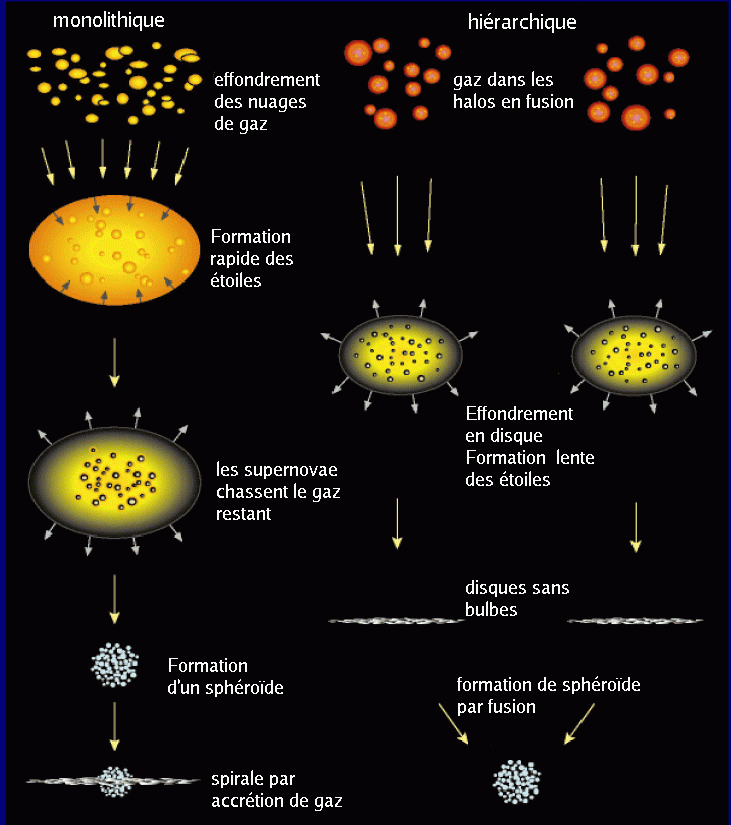 monolithique
hiérarchique
effondrement
des nuages
de gaz
gaz dans les
halos en fusion
Formation
rapide des
étoiles
Effondrement
en disque
Formation lente
des étoiles
les supernovae
chassent le gaz
restant
disques sans
bulbes
Formation
d'un sphéroïde
formation de sphéroïde
par fusion
spirale par
accrétion de gaz